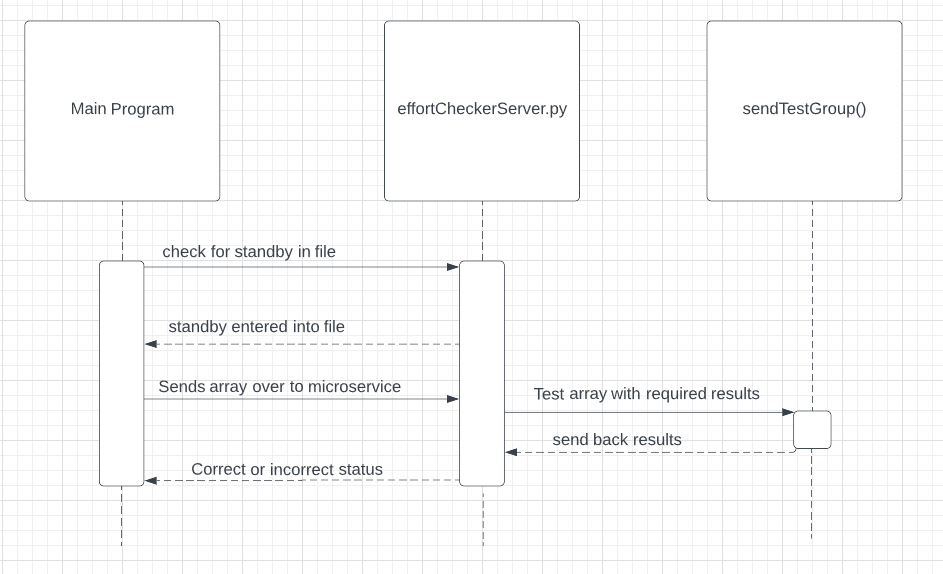 Main Program
effortCheckerServer.py
sendTestGroup()
check for standby in file
standby entered into file
Sends array over to microservice
Test array with required results
send back results
Correct or incorrect status